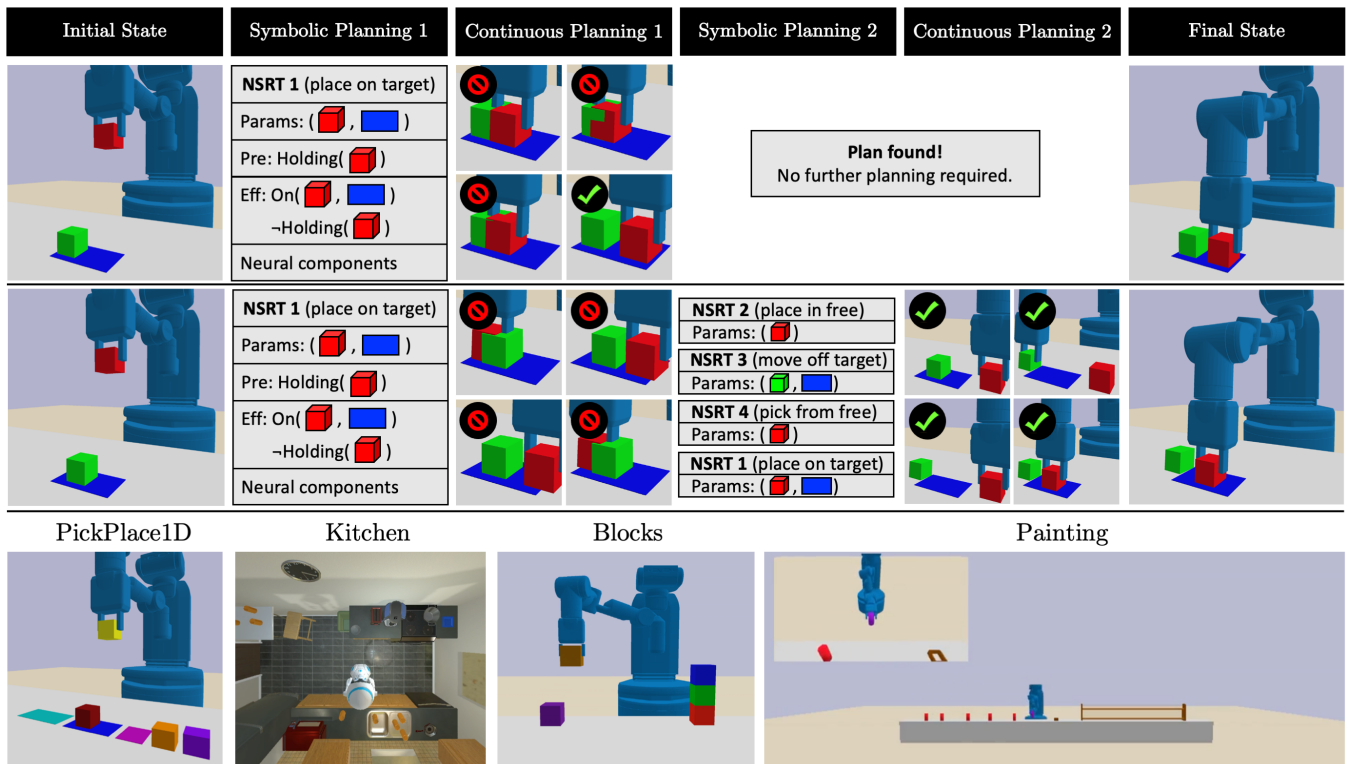 Initial State
Symbolic Planning 1
Continuous Planning 1
Symbolic Planning 2
Continuous Planning 2
Final State
NSRT 1 (place on target)
Params: ( , )
Pre: Holding( )
Eff: On( , )
¬Holding( )
Neural components
Plan found!
No further planning required.
NSRT 1 (place on target)
Params: ( , )
Pre: Holding( )
Eff: On( , )
¬Holding( )
Neural components
NSRT 2 (place in free)
Params: ( )
NSRT 3 (move off target)
Params: ( , )
NSRT 4 (pick from free)
Params: ( )
NSRT 1 (place on target)
Params: ( , )
PickPlace1D
Kitchen
Blocks
Painting